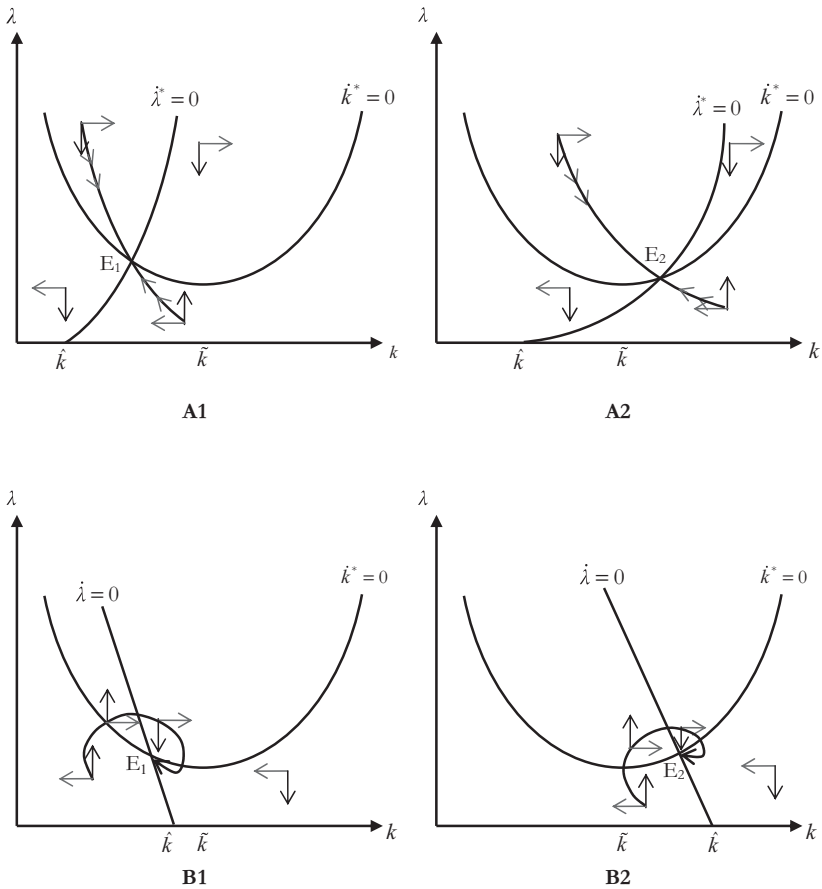 λ
λ̇* = 0
k̇* = 0
E₁
k̂
k̃
k
A1
λ
λ̇* = 0
k̇* = 0
E₂
k̂
k̃
k
A2
λ
λ̇ = 0
k̇* = 0
E₁
k̂
k̃
k
B1
λ
λ̇ = 0
k̇* = 0
E₂
k̃
k̂
k
B2